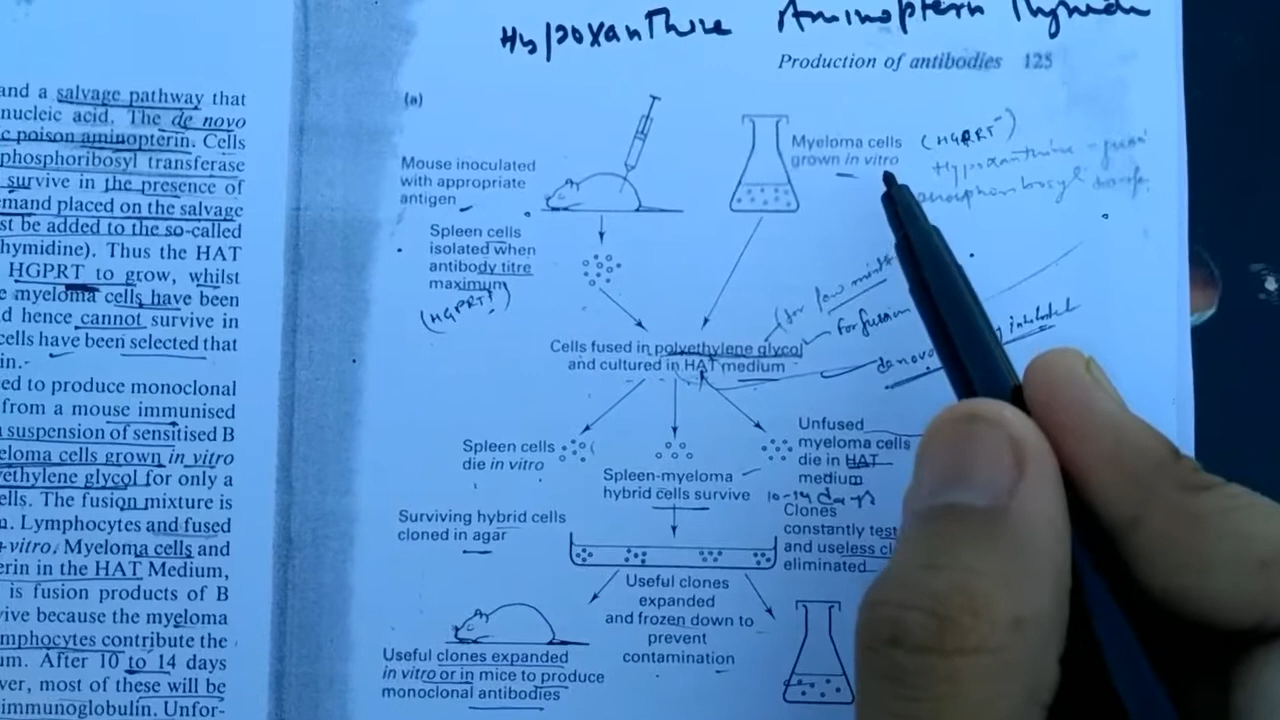 Hypoxanthine Aminopterin Thymidi
Production of antibodies 125
and a salvage pathway that
nucleic acid. The de novo
c poison aminopterin. Cells
phosphoribosyl transferase
survive in the presence of
emand placed on the salvage
st be added to the so-called
hymidine). Thus the HAT
HGPRT to grow, whilst
e myeloma cells have been
d hence cannot survive in
cells have been selected that
in.
ed to produce monoclonal
from a mouse immunised
a suspension of sensitised B
eloma cells grown in vitro
yethylene glycol for only a
ells. The fusion mixture is
n. Lymphocytes and fused
vitro. Myeloma cells and
erin in the HAT Medium,
is fusion products of B
vive because the myeloma
mphocytes contribute the
um. After 10 to 14 days
ver, most of these will be
immunoglobulin. Unfor-
(a)
Mouse inoculated
with appropriate
antigen
Myeloma cells (HGPRT-)
grown in vitro
Hypoxanthine
Spleen cells
isolated when
antibody titre
maximum
(HGPRT+)
(for few minits
For fusion
Cells fused in polyethylene glycol
and cultured in HAT medium
denovo
Spleen cells
die in vitro
Spleen-myeloma
hybrid cells survive
Unfused
myeloma cells
die in HAT
medium
10-14 days
Surviving hybrid cells
cloned in agar
Clones
constantly test
and useless cl
eliminated
Useful clones
expanded
and frozen down to
prevent
contamination
Useful clones expanded
in vitro or in mice to produce
monoclonal antibodies